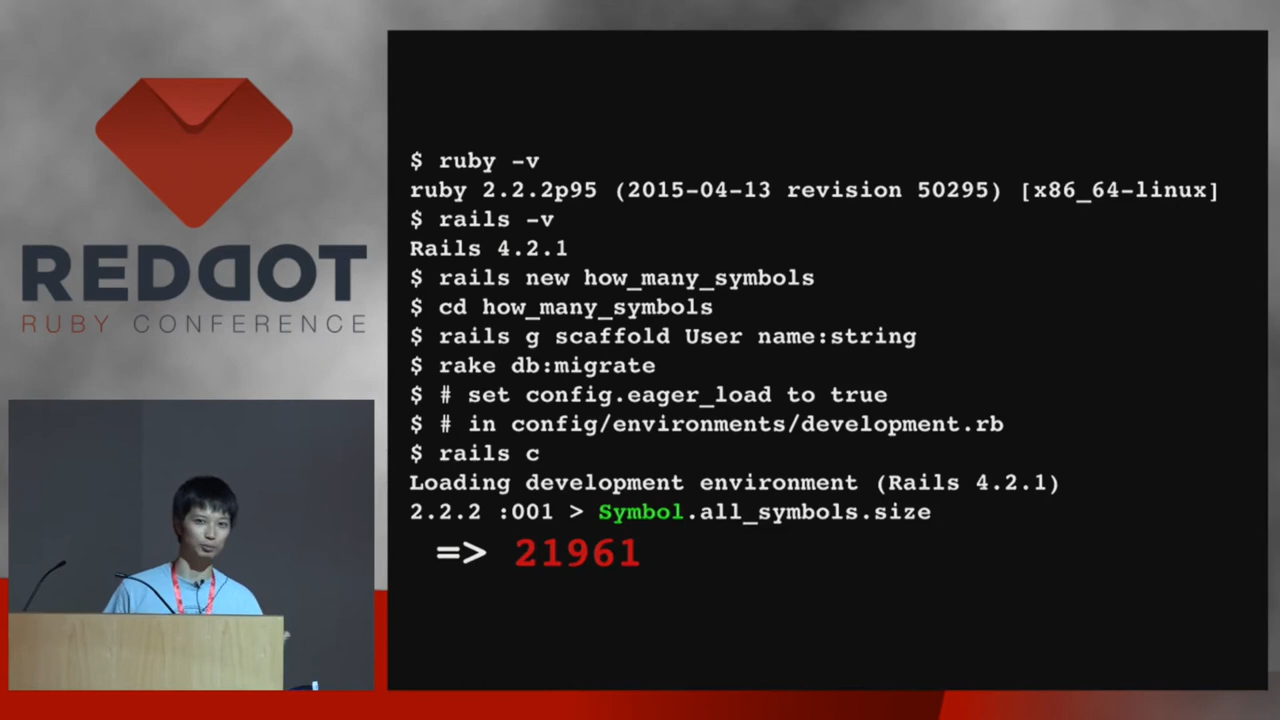 REDDOT
RUBY CONFERENCE
$ ruby -v
ruby 2.2.2p95 (2015-04-13 revision 50295) [x86_64-linux]
$ rails -v
Rails 4.2.1
$ rails new how_many_symbols
$ cd how_many_symbols
$ rails g scaffold User name:string
$ rake db:migrate
$ # set config.eager_load to true
$ # in config/environments/development.rb
$ rails c
Loading development environment (Rails 4.2.1)
2.2.2 :001 > Symbol.all_symbols.size
=> 21961